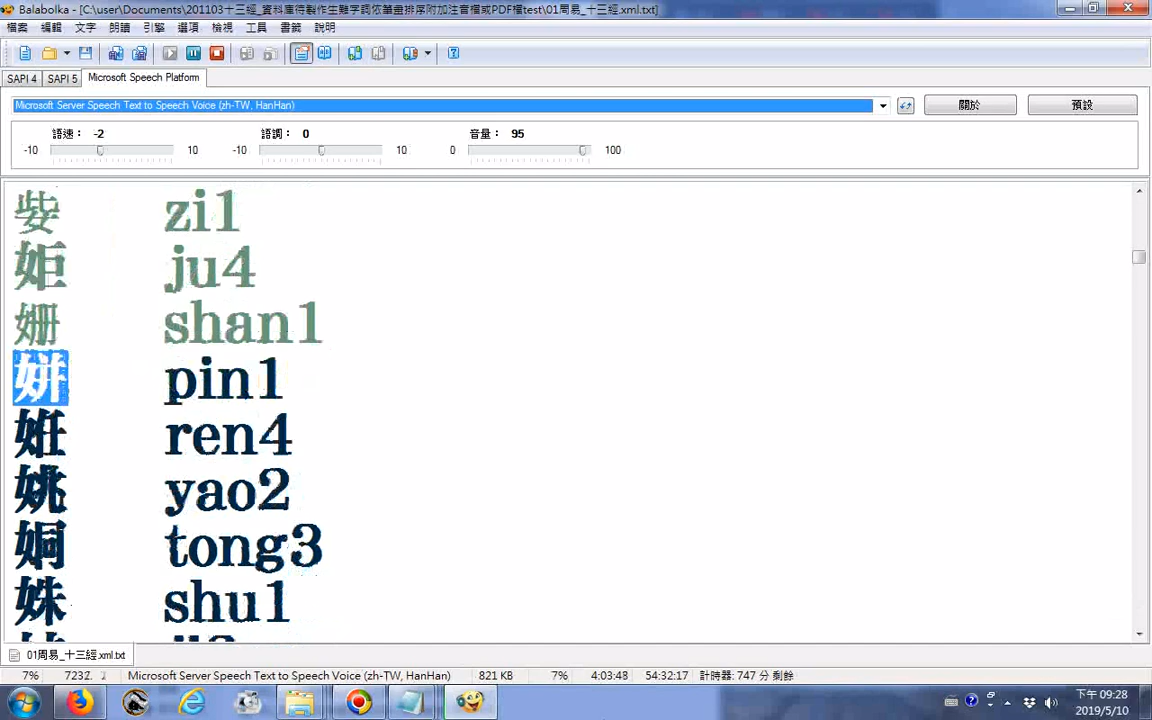 Balabolka - [C:\user\Documents\201103十三經_資料庫待製作生難字詞依筆畫排序附加注音檔或PDF檔test\01周易_十三經.xml.txt]
檔案 編輯 文字 朗讀 引擎 選項 檢視 工具 書籤 說明
SAPI 4 SAPI 5 Microsoft Speech Platform
Microsoft Server Speech Text to Speech Voice (zh-TW, HanHan) 關於 預設
語速： -2 語調： 0 音量： 95
-10 10 -10 10 0 100
姕 zi1
姖 ju4
姍 shan1
姘 pin1
姙 ren4
姚 yao2
姛 tong3
姝 shu1
01周易_十三經.xml.txt
7% 7232. Microsoft Server Speech Text to Speech Voice (zh-TW, HanHan) 821 KB 7% 4:03:48 54:32:17 計時器: 747 分 剩餘
下午 09:28
2019/5/10